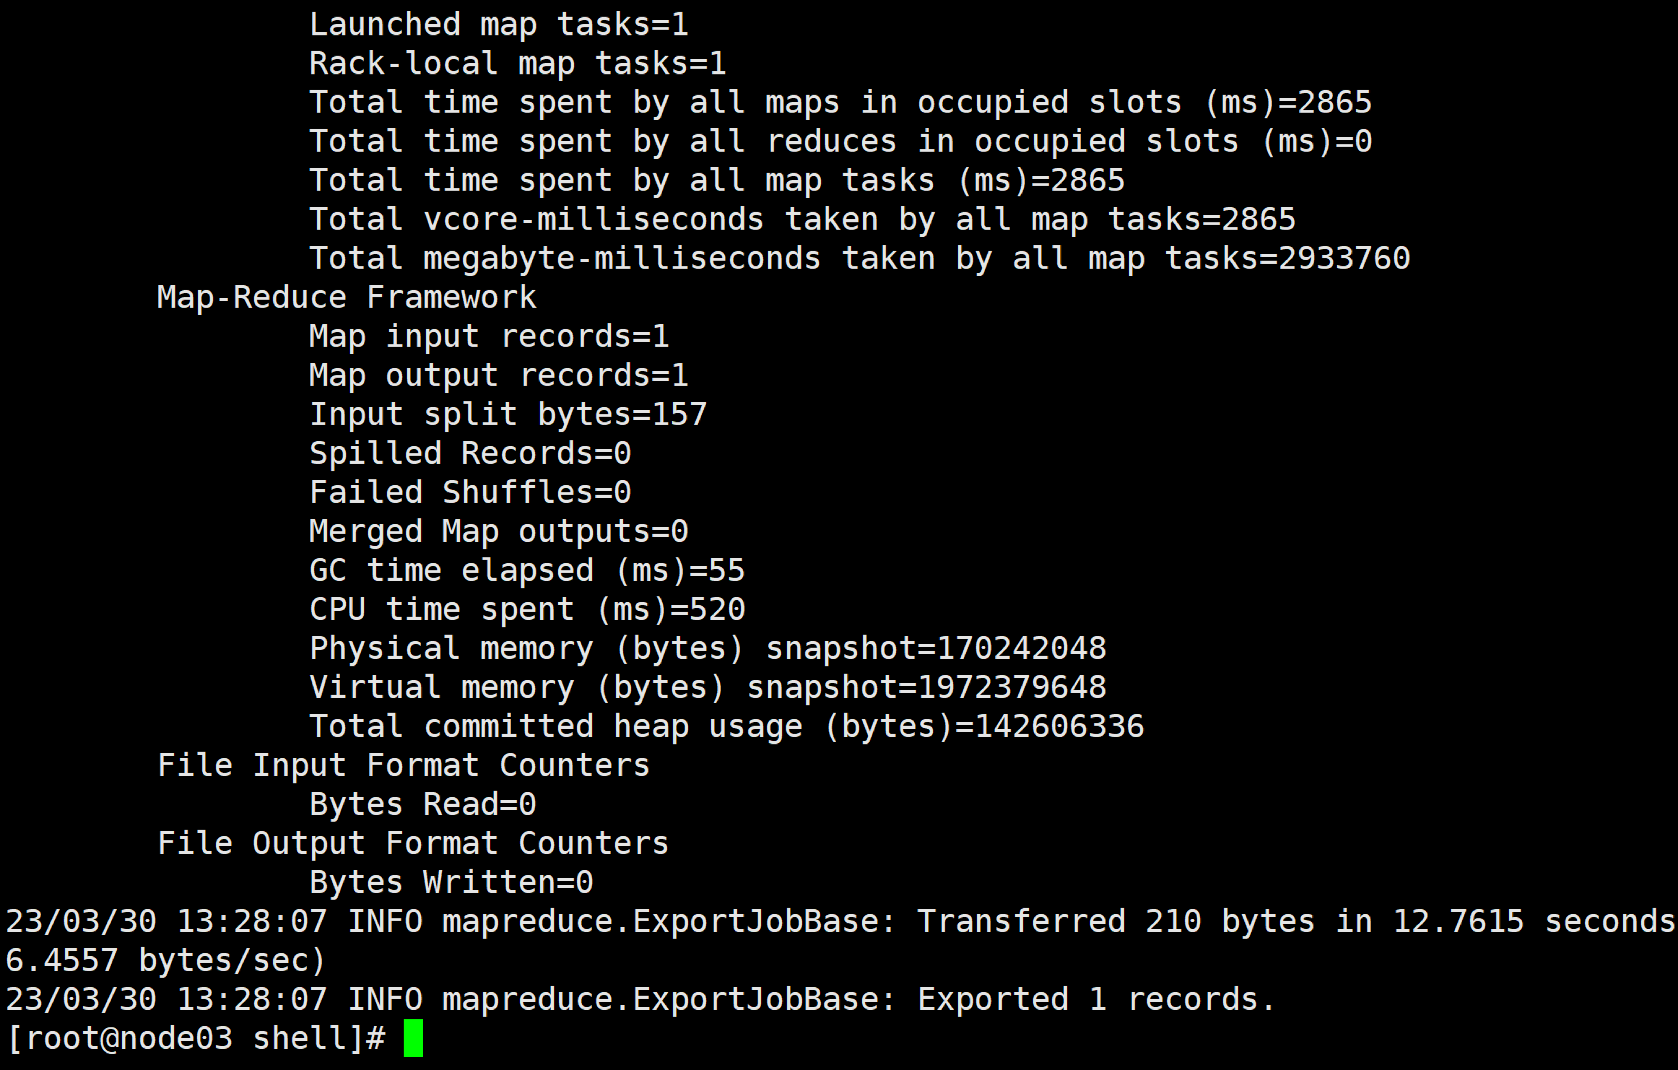 Launched map tasks=1
Rack-local map tasks=1
Total time spent by all maps in occupied slots (ms)=2865
Total time spent by all reduces in occupied slots (ms)=0
Total time spent by all map tasks (ms)=2865
Total vcore-milliseconds taken by all map tasks=2865
Total megabyte-milliseconds taken by all map tasks=2933760
Map-Reduce Framework
Map input records=1
Map output records=1
Input split bytes=157
Spilled Records=0
Failed Shuffles=0
Merged Map outputs=0
GC time elapsed (ms)=55
CPU time spent (ms)=520
Physical memory (bytes) snapshot=170242048
Virtual memory (bytes) snapshot=1972379648
Total committed heap usage (bytes)=142606336
File Input Format Counters
Bytes Read=0
File Output Format Counters
Bytes Written=0
23/03/30 13:28:07 INFO mapreduce.ExportJobBase: Transferred 210 bytes in 12.7615 seconds
6.4557 bytes/sec)
23/03/30 13:28:07 INFO mapreduce.ExportJobBase: Exported 1 records.
[root@node03 shell]#